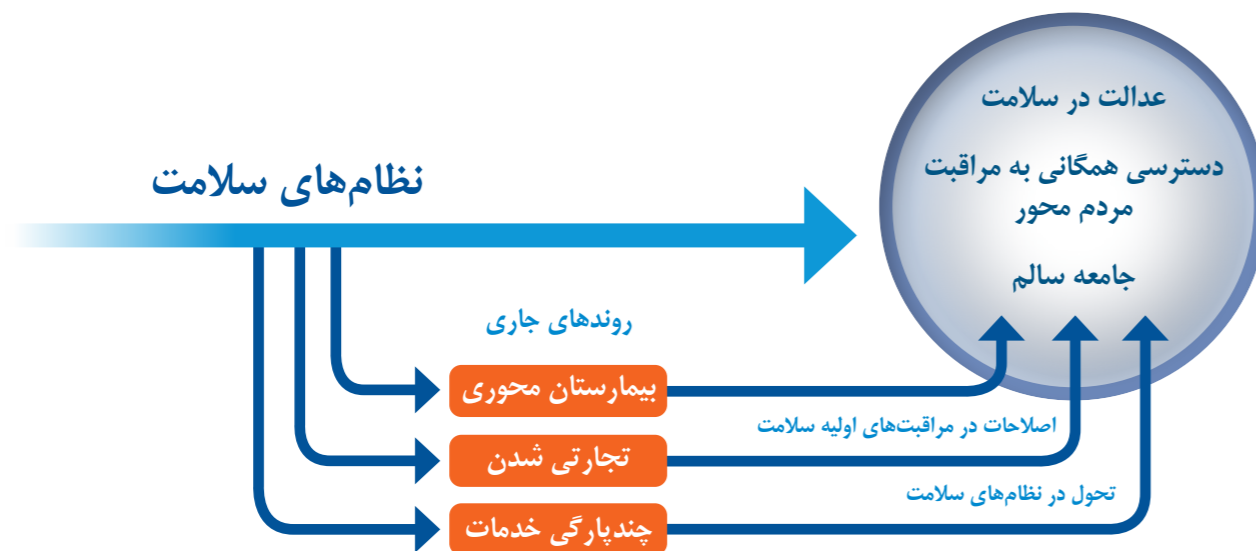 عدالت در سلامت
دسترسی همگانی به مراقبت
مردم محور
جامعه سالم
نظام‌های سلامت
روندهای جاری
بیمارستان محوری
اصلاحات در مراقبت‌های اولیه سلامت
تجارتی شدن
تحول در نظام‌های سلامت
چندپارگی خدمات